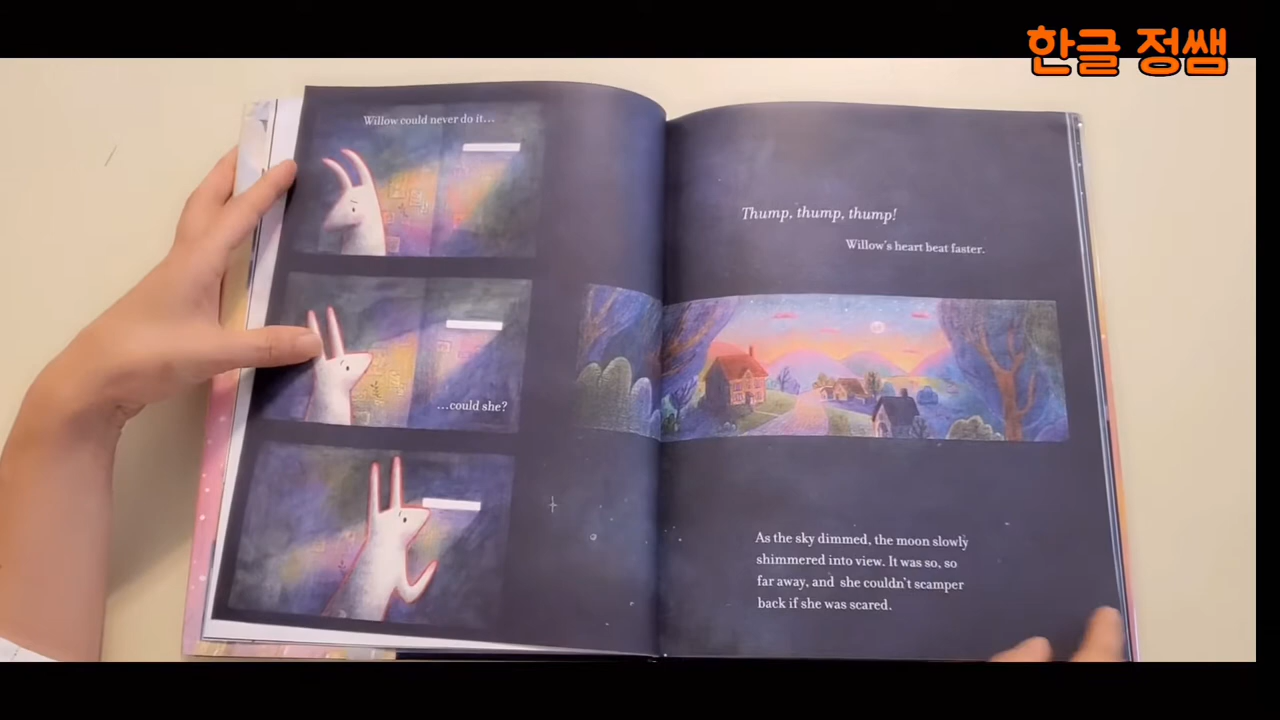 한글 정쌤
Willow could never do it...
...could she?
Thump, thump, thump!
Willow's heart beat faster.
As the sky dimmed, the moon slowly
shimmered into view. It was so, so
far away, and she couldn't scamper
back if she was scared.